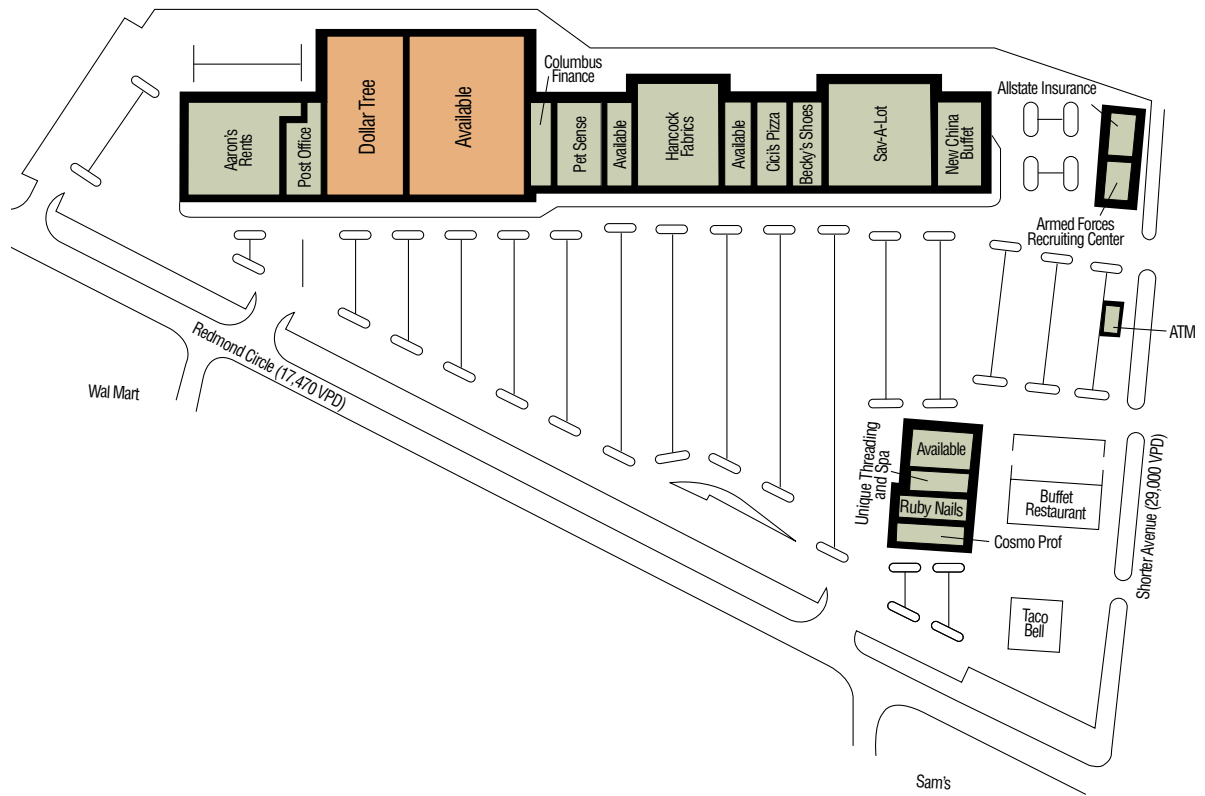 Columbus
Finance
Allstate Insurance
Aaron's
Rents
Post Office
Dollar Tree
Available
Pet Sense
Available
Hancock
Fabrics
Available
Cici's Pizza
Becky's Shoes
Sav-A-Lot
New China
Buffet
Armed Forces
Recruiting Center
ATM
Redmond Circle (17,470 VPD)
Wal Mart
Unique Threading
and Spa
Available
Ruby Nails
Cosmo Prof
Buffet
Restaurant
Shorter Avenue (29,000 VPD)
Taco
Bell
Sam's